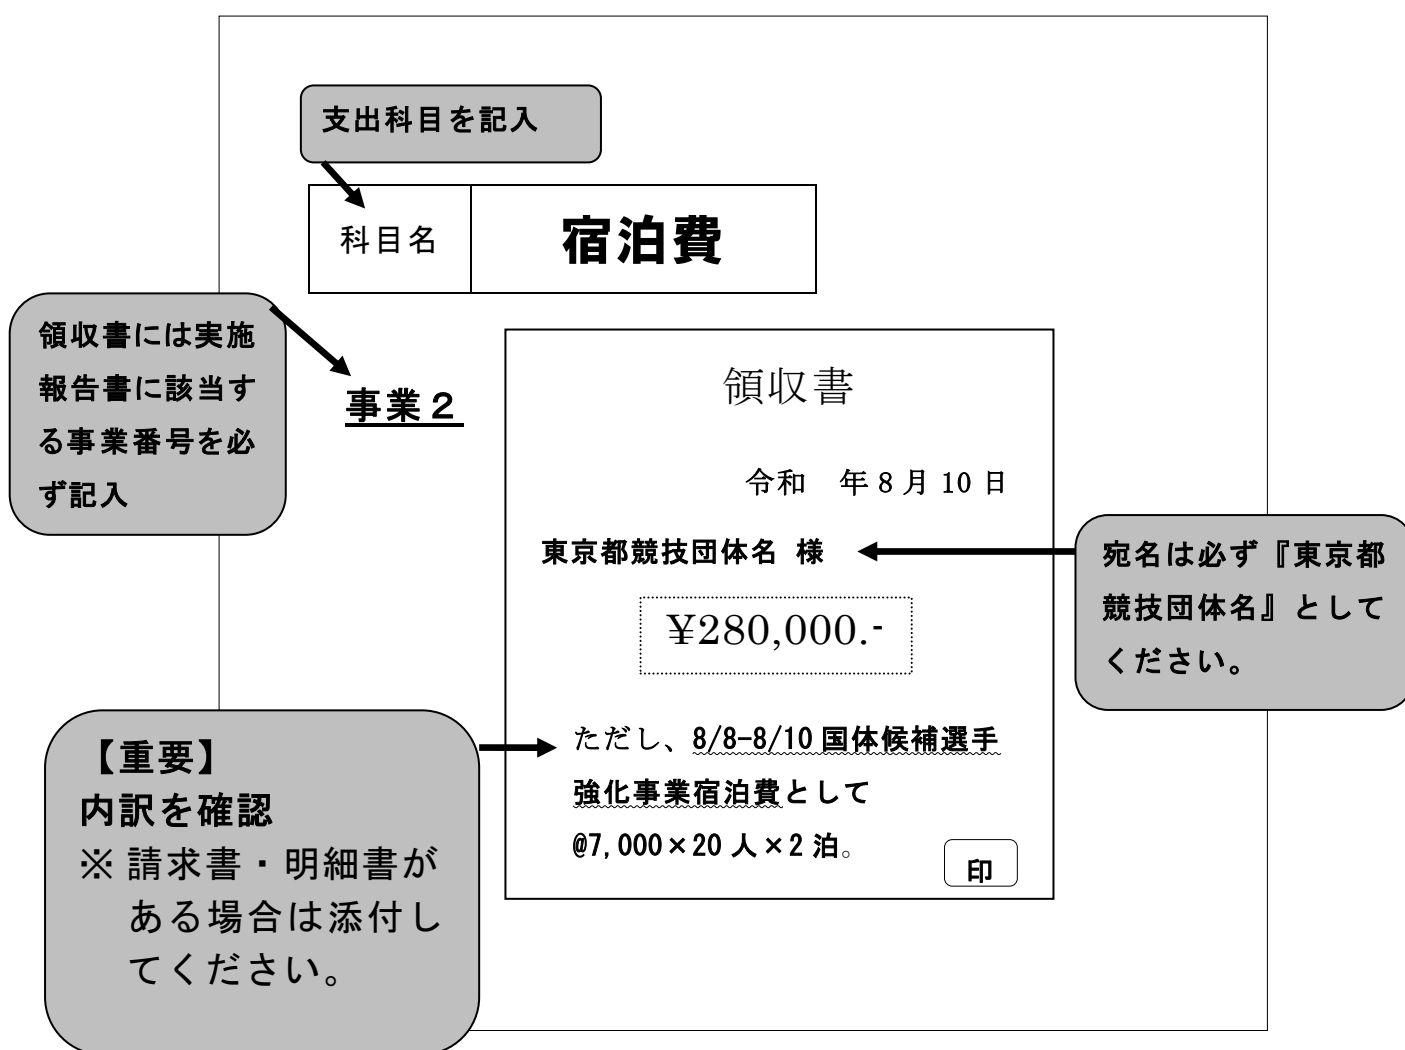 支出科目を記入
科目名
宿泊費
領収書には実施
報告書に該当す
る事業番号を必
ず記入
事業２
領収書
令和　年 8 月 10 日
東京都競技団体名 様
宛名は必ず『東京都
競技団体名』として
ください。
¥280,000.-
【重要】
内訳を確認
※ 請求書・明細書が
ある場合は添付し
てください。
ただし、8/8-8/10 国体候補選手
強化事業宿泊費として
@7,000×20 人×2 泊。
印